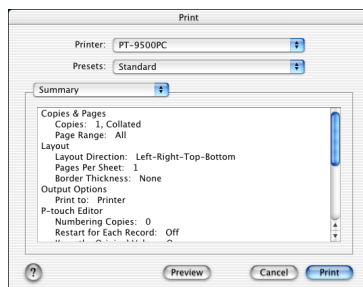 Print
Printer: PT-9500PC
Presets: Standard
Summary
Copies & Pages
Copies: 1, Collated
Page Range: All
Layout
Layout Direction: Left-Right-Top-Bottom
Pages Per Sheet: 1
Border Thickness: None
Output Options
Print to: Printer
P-touch Editor
Numbering Copies: 0
Restart for Each Record: Off
? Preview Cancel Print